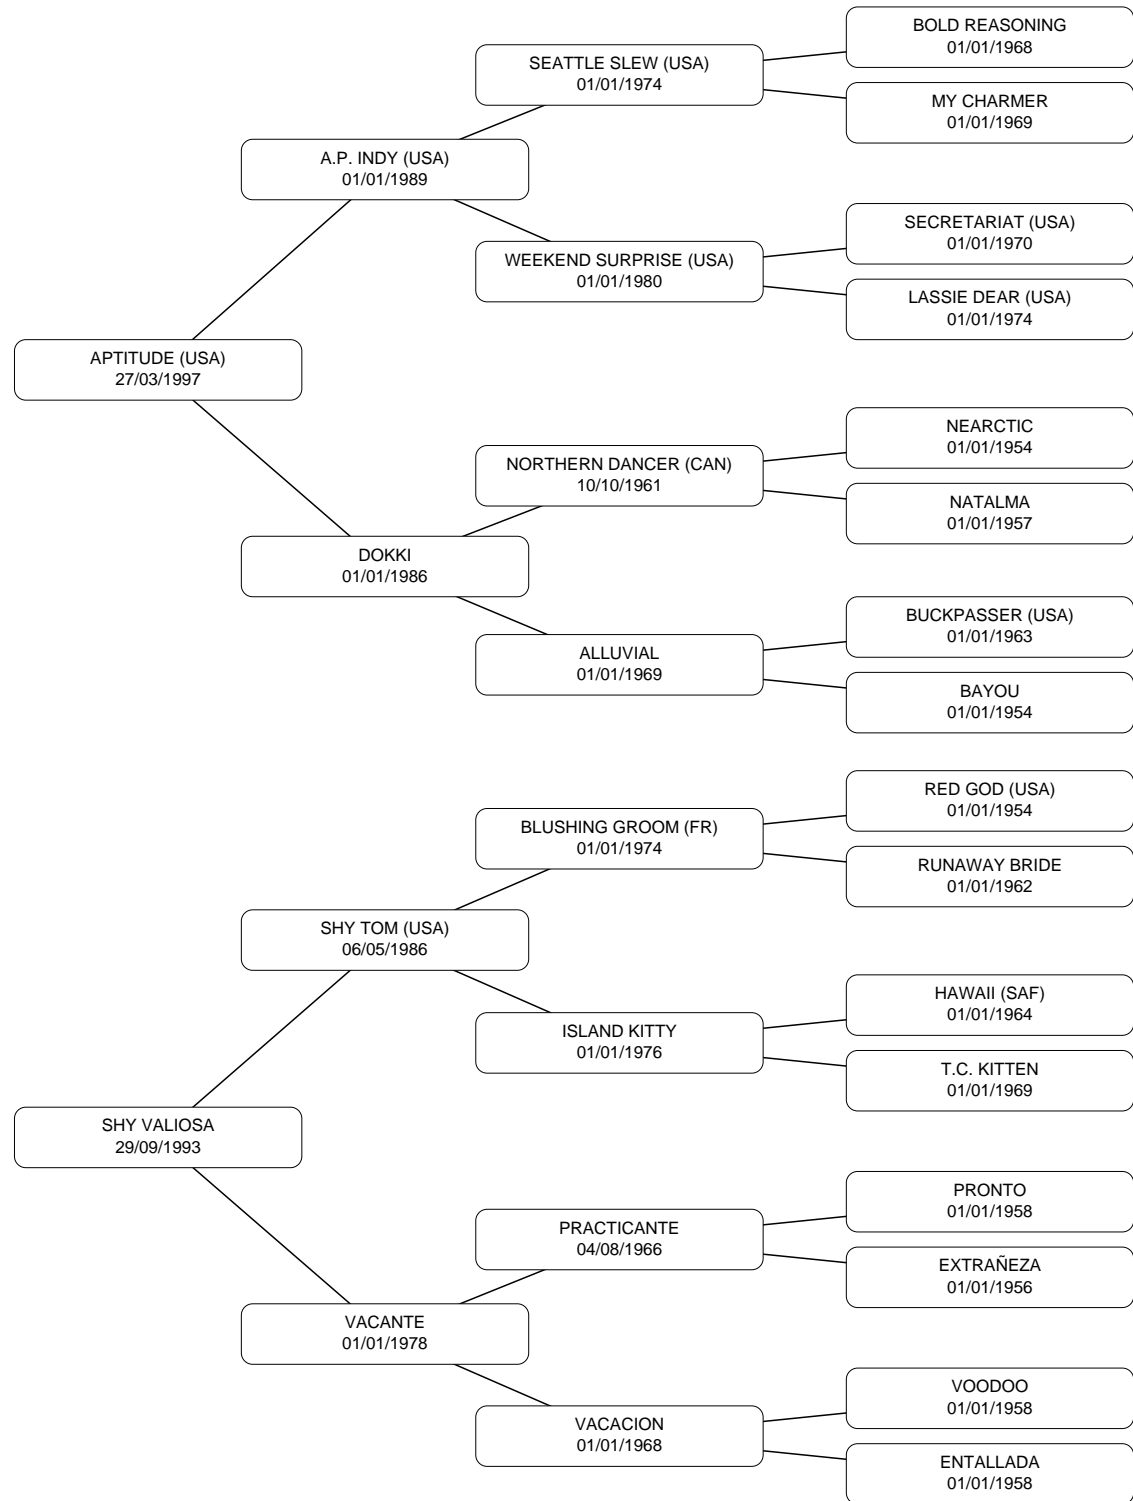 BOLD REASONING
01/01/1968
SEATTLE SLEW (USA)
01/01/1974
MY CHARMER
01/01/1969
A.P. INDY (USA)
01/01/1989
SECRETARIAT (USA)
01/01/1970
WEEKEND SURPRISE (USA)
01/01/1980
LASSIE DEAR (USA)
01/01/1974
APTITUDE (USA)
27/03/1997
NEARCTIC
01/01/1954
NORTHERN DANCER (CAN)
10/10/1961
NATALMA
01/01/1957
DOKKI
01/01/1986
BUCKPASSER (USA)
01/01/1963
ALLUVIAL
01/01/1969
BAYOU
01/01/1954
RED GOD (USA)
01/01/1954
BLUSHING GROOM (FR)
01/01/1974
RUNAWAY BRIDE
01/01/1962
SHY TOM (USA)
06/05/1986
HAWAII (SAF)
01/01/1964
ISLAND KITTY
01/01/1976
T.C. KITTEN
01/01/1969
SHY VALIOSA
29/09/1993
PRONTO
01/01/1958
PRACTICANTE
04/08/1966
EXTRAÑEZA
01/01/1956
VACANTE
01/01/1978
VOODOO
01/01/1958
VACACION
01/01/1968
ENTALLADA
01/01/1958